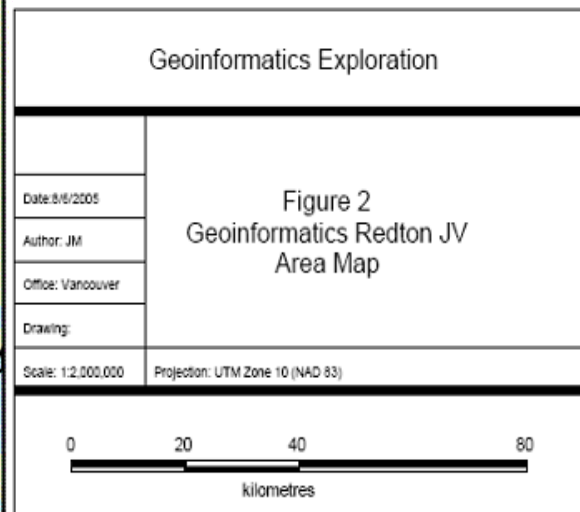 Geoinformatics Exploration
Date:8/6/2005
Author: JM
Office: Vancouver
Drawing:
Scale: 1:2,000,000
Figure 2
Geoinformatics Redton JV
Area Map
Projection: UTM Zone 10 (NAD 83)
0 20 40 80
kilometres